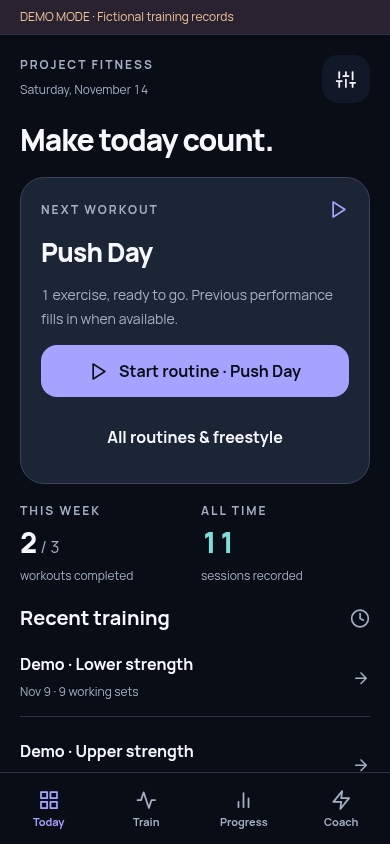 DEMO MODE · Fictional training records
PROJECT FITNESS
Saturday, November 14
Make today count.
NEXT WORKOUT
Push Day
1 exercise, ready to go. Previous performance
fills in when available.
Start routine · Push Day
All routines & freestyle
THIS WEEK
2 / 3
workouts completed
ALL TIME
11
sessions recorded
Recent training
Demo · Lower strength
Nov 9 · 9 working sets
Demo · Upper strength
Today
Train
Progress
Coach